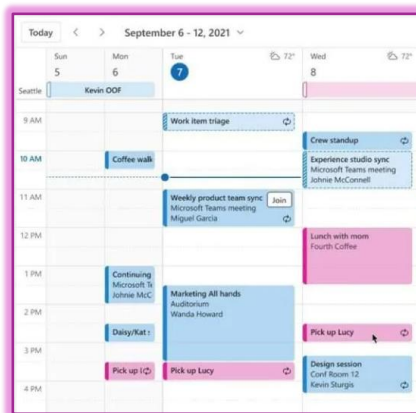 Today < > September 6 - 12, 2021
Sun Mon Tue 72° Wed 72°
5 6 7 8
Seattle Kevin OOF
9 AM
Work item triage
Crew standup
10 AM
Coffee walk
Experience studio sync
Microsoft Teams meeting
Johnie McConnell
11 AM
Weekly product team sync
Microsoft Teams meeting
Miguel Garcia
Join
12 PM
Lunch with mom
Fourth Coffee
1 PM
Continuing
Microsoft Te
Johnie McC
Marketing All hands
Auditorium
Wanda Howard
2 PM
Daisy/Kat
Pick up Lucy
3 PM
Pick up
Pick up Lucy
Design session
Conf Room 12
Kevin Sturgis
4 PM